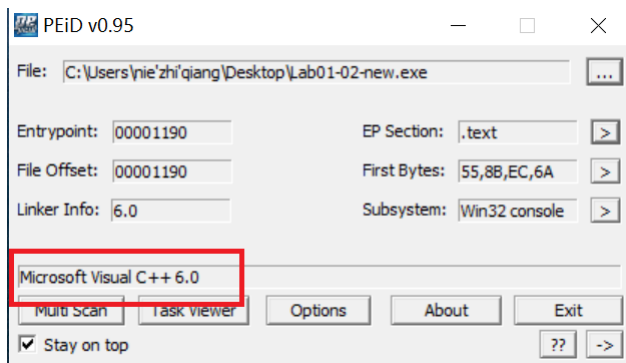 PEiD v0.95
File: C:\Users\nie'zhi'qiang\Desktop\Lab01-02-new.exe ...
Entrypoint: 00001190 EP Section: .text >
File Offset: 00001190 First Bytes: 55,8B,EC,6A >
Linker Info: 6.0 Subsystem: Win32 console >
Microsoft Visual C++ 6.0
Multi Scan Task Viewer Options About Exit
Stay on top ?? ->